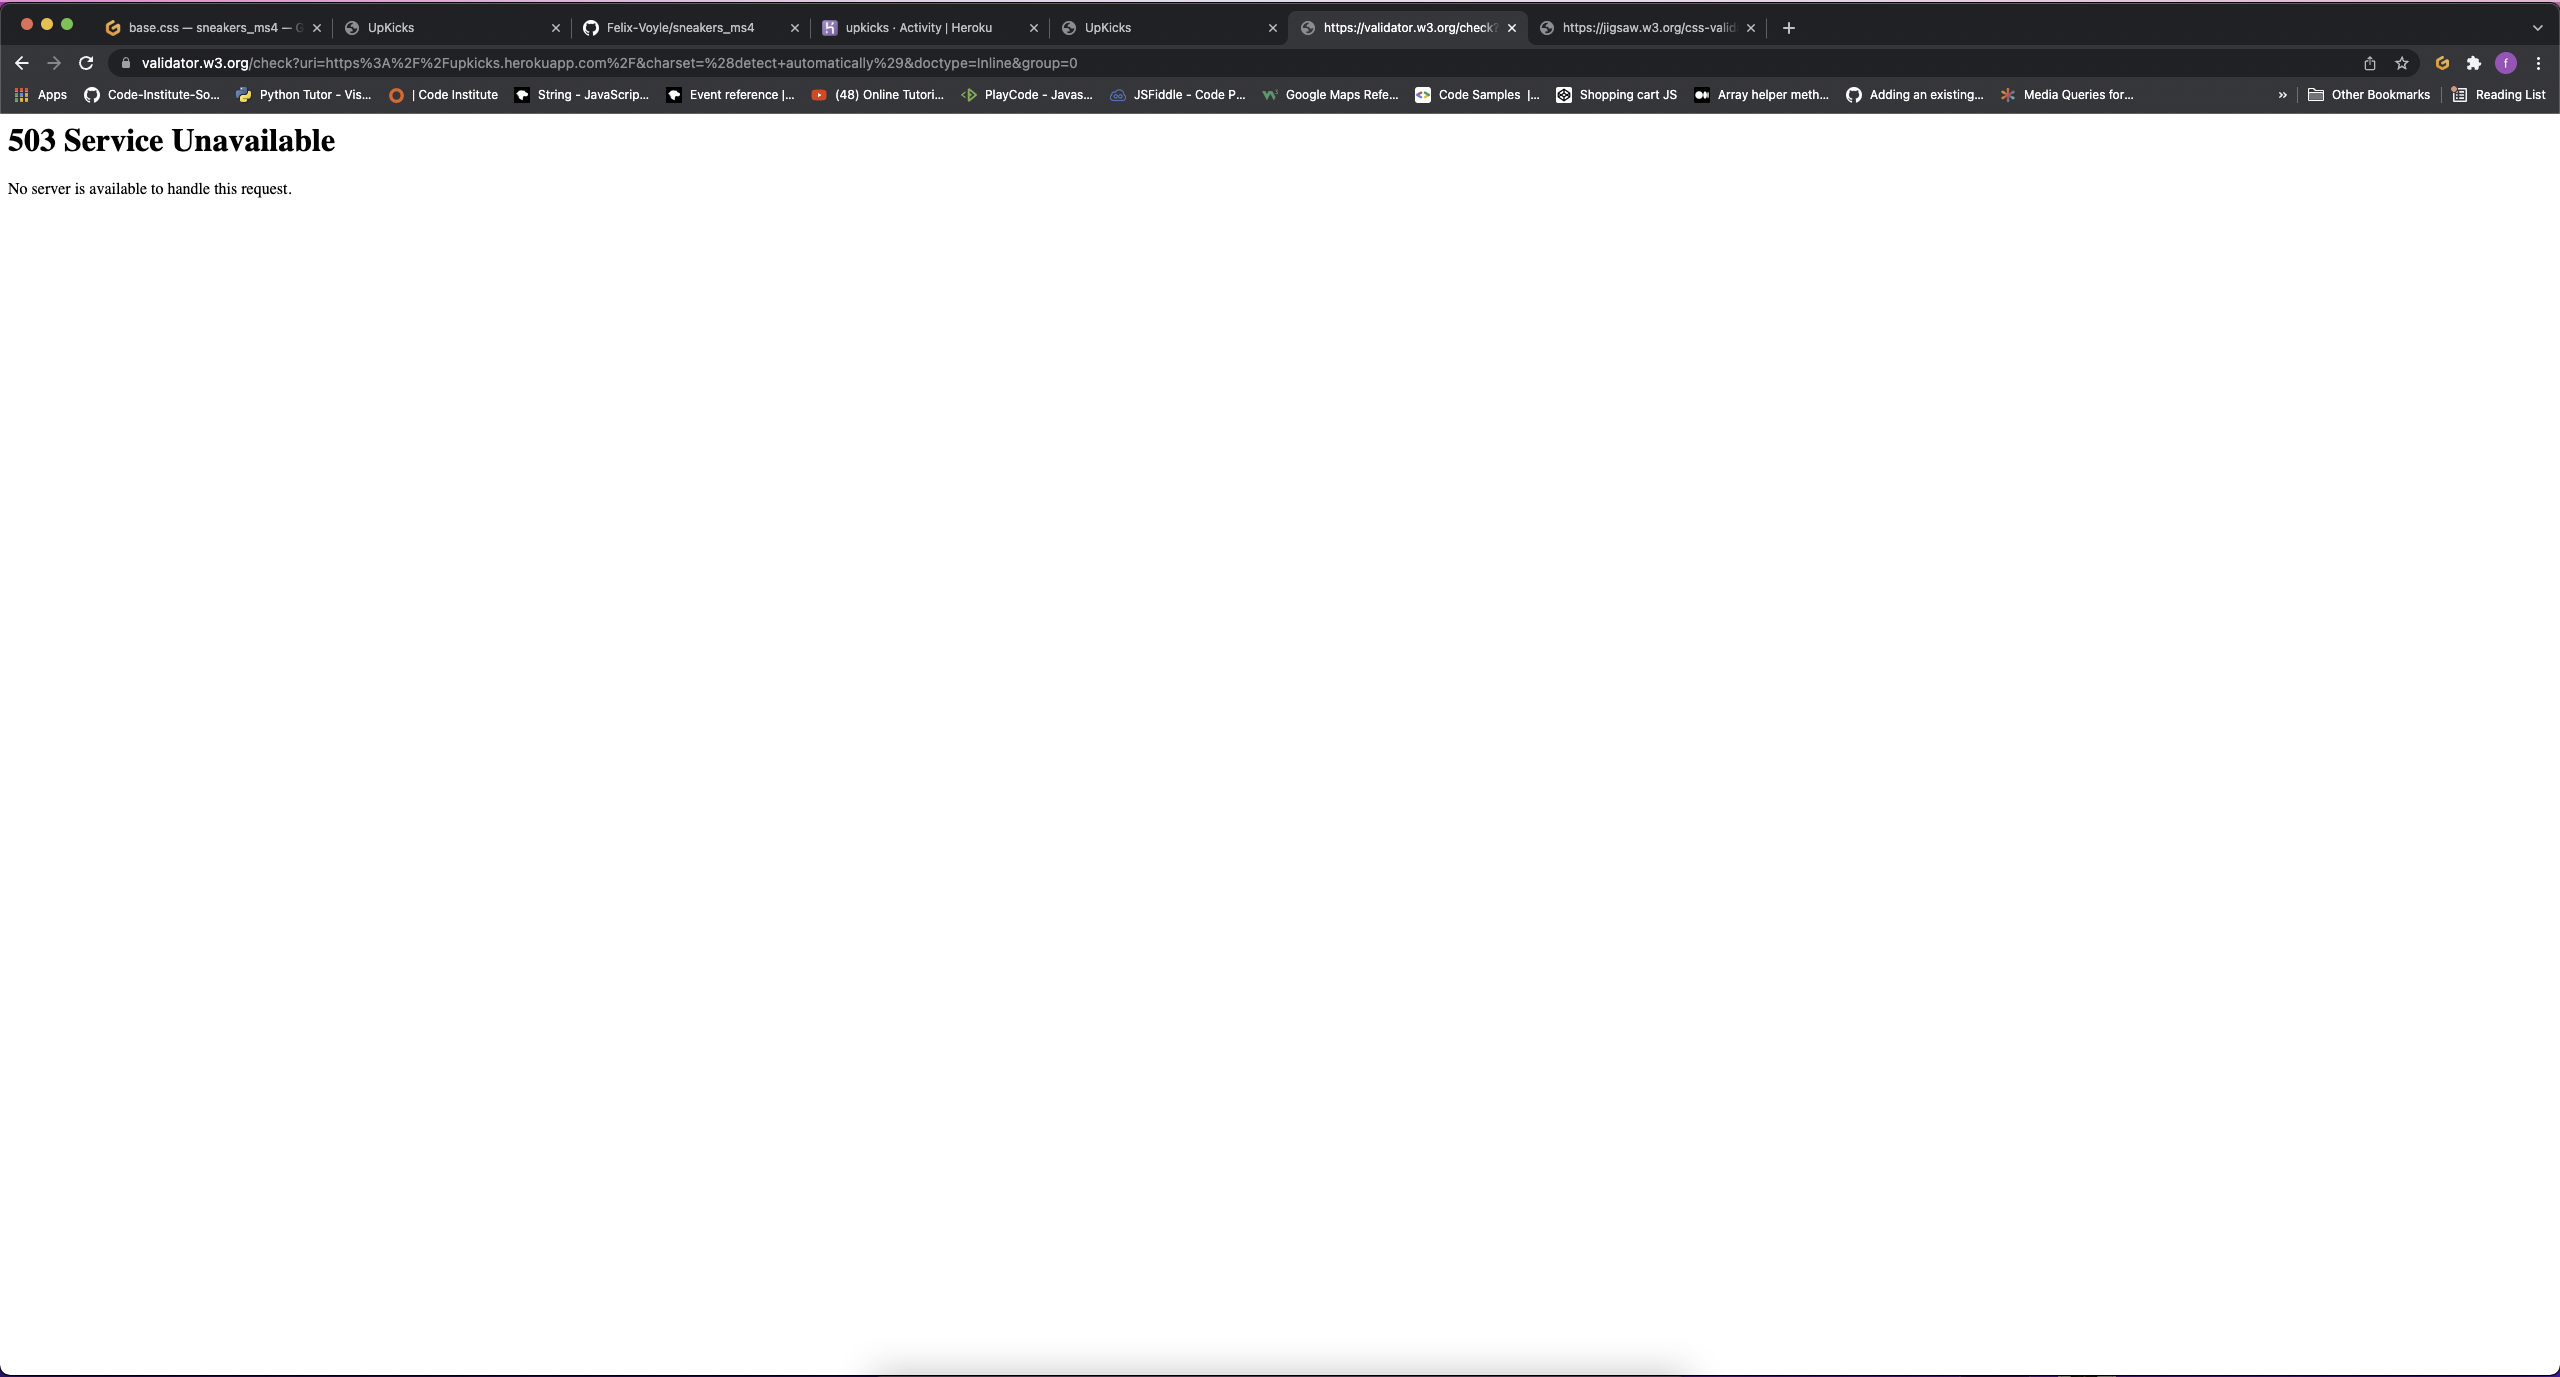 base.css — sneakers_ms4 — G
UpKicks
Felix-Voyle/sneakers_ms4
upkicks · Activity | Heroku
UpKicks
https://validator.w3.org/check?
https://jigsaw.w3.org/css-valid
validator.w3.org/check?uri=https%3A%2F%2Fupkicks.herokuapp.com%2F&charset=%28detect+automatically%29&doctype=Inline&group=0
f
Apps
Code-Institute-So...
Python Tutor - Vis...
| Code Institute
String - JavaScrip...
Event reference |...
(48) Online Tutori...
PlayCode - Javas...
JSFiddle - Code P...
Google Maps Refe...
Code Samples |...
Shopping cart JS
Array helper meth...
Adding an existing...
Media Queries for...
»
Other Bookmarks
Reading List
503 Service Unavailable
No server is available to handle this request.